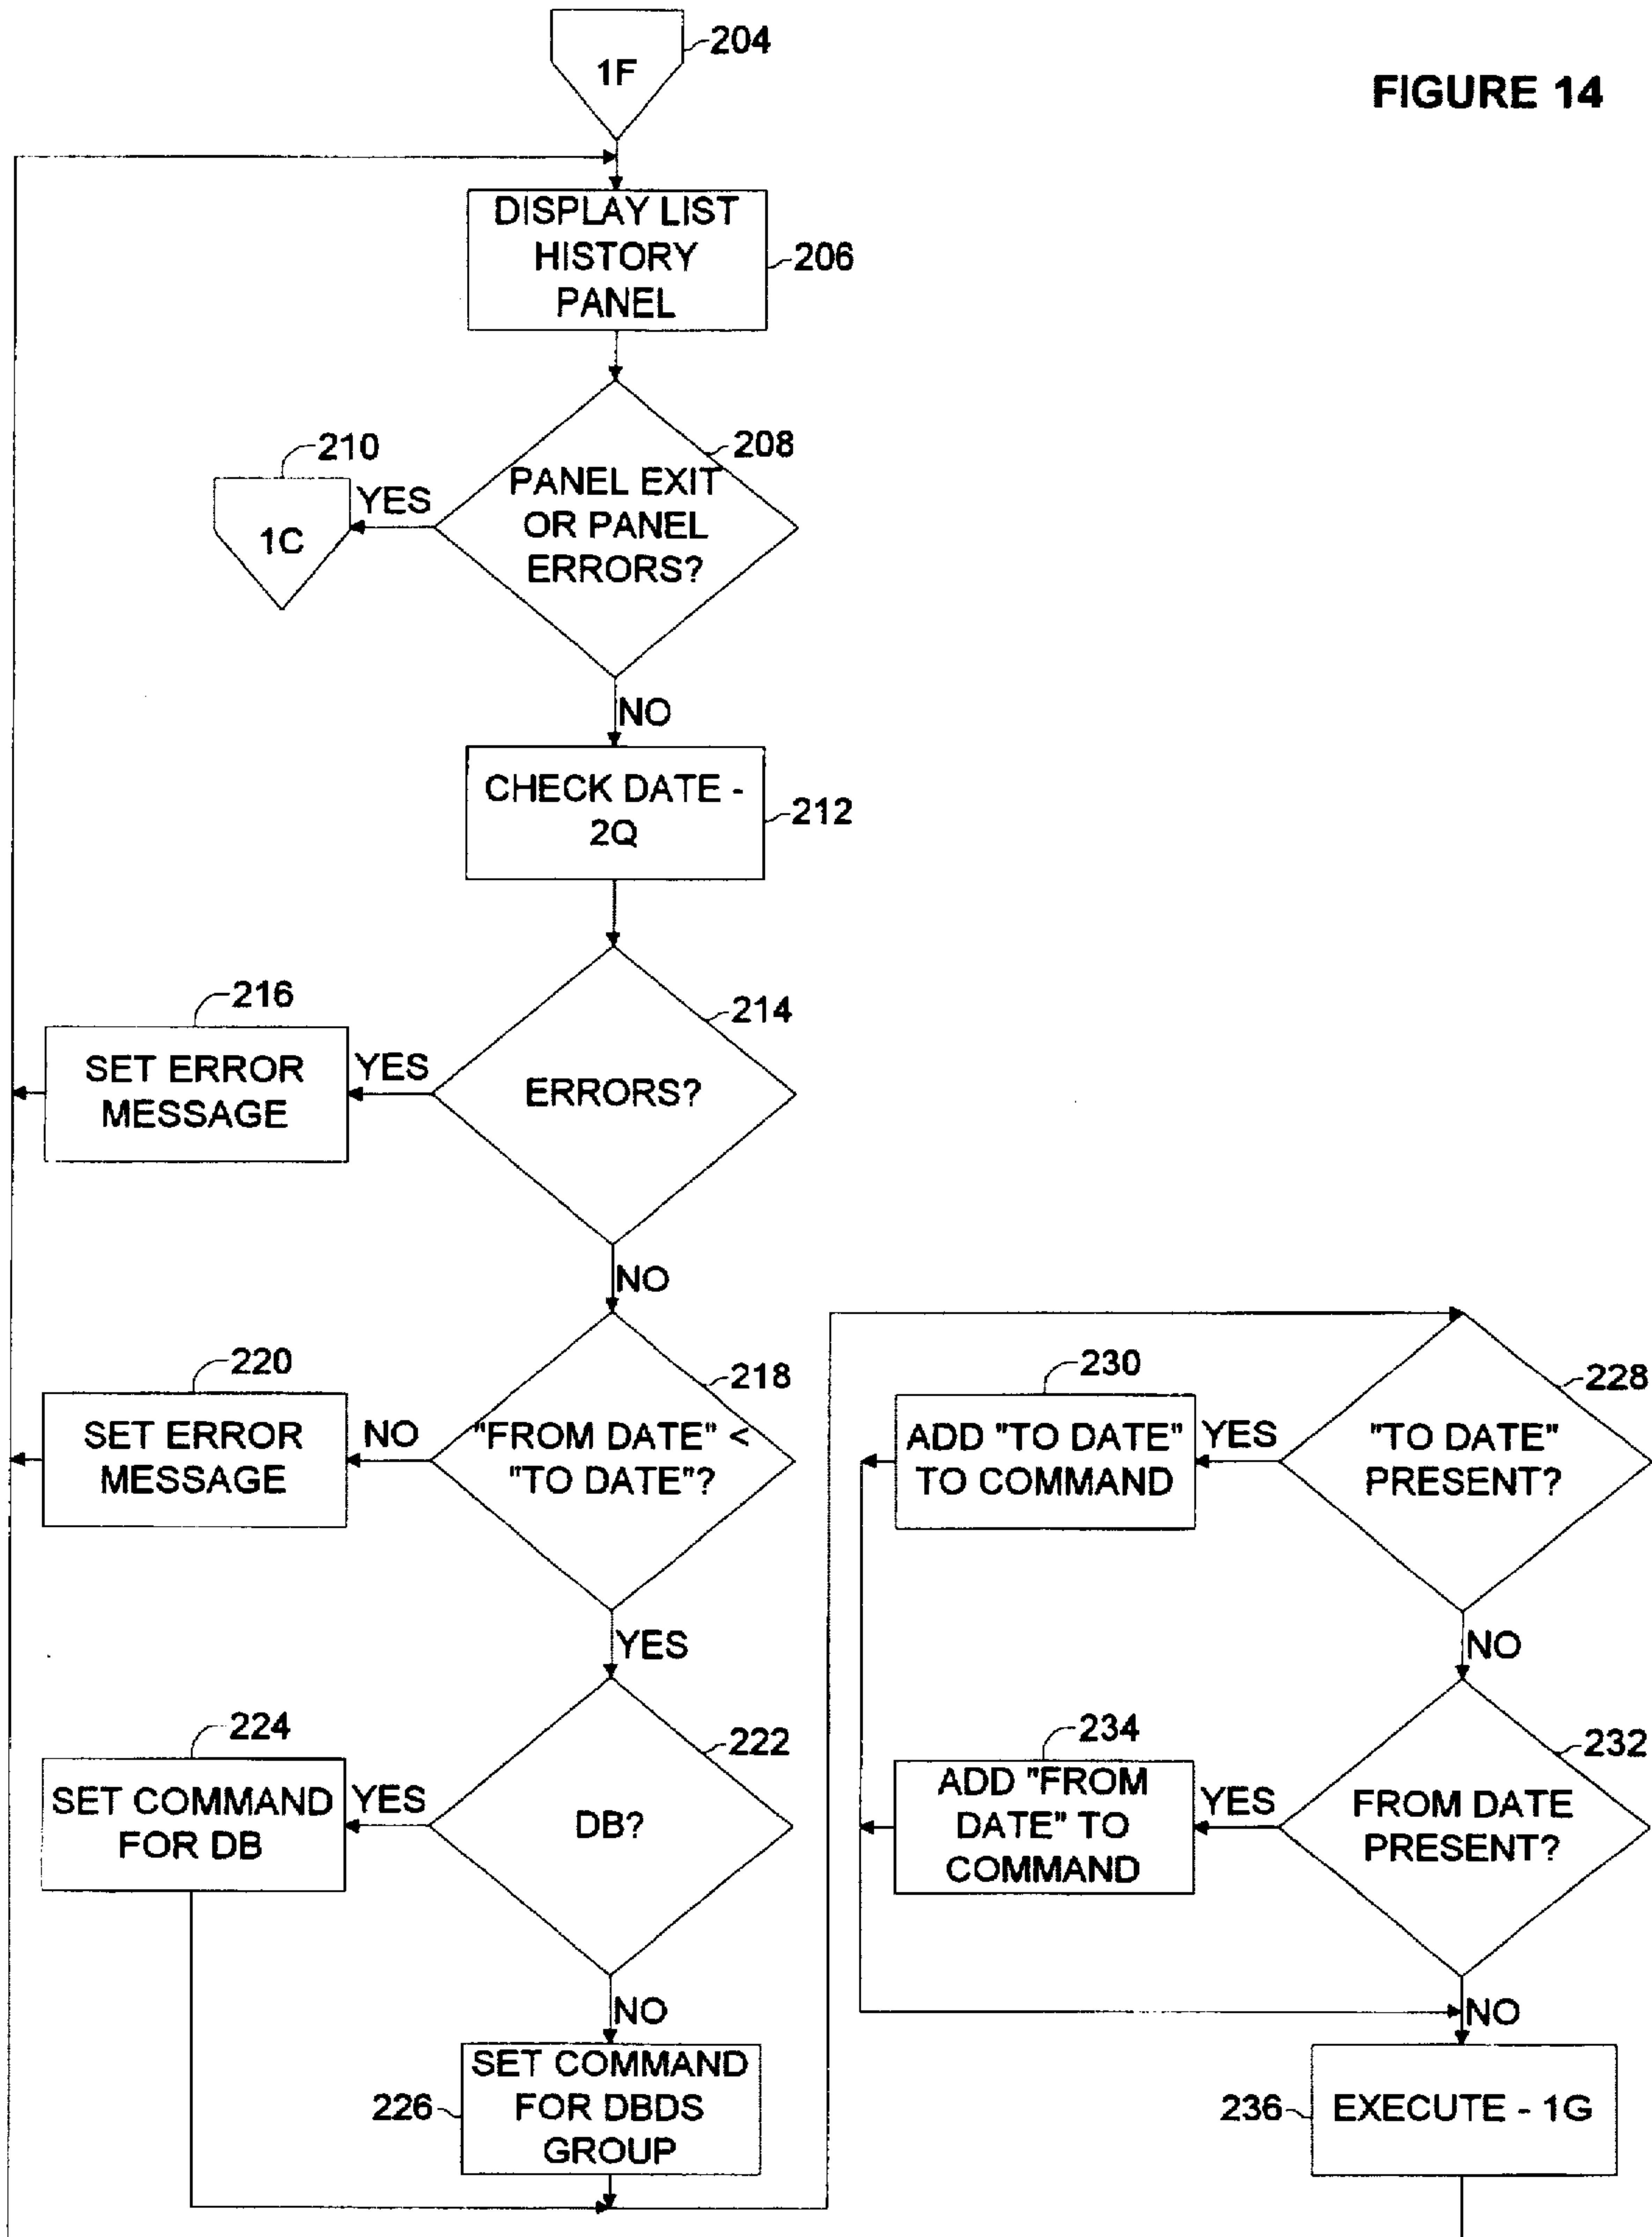 204
1F
FIGURE 14
DISPLAY LIST
HISTORY
PANEL
206
208
PANEL EXIT
OR PANEL
ERRORS?
210
YES
1C
NO
CHECK DATE -
2Q
212
214
ERRORS?
216
YES
SET ERROR
MESSAGE
NO
218
"FROM DATE" <
"TO DATE"?
220
NO
SET ERROR
MESSAGE
YES
222
DB?
224
YES
SET COMMAND
FOR DB
NO
SET COMMAND
FOR DBDS
GROUP
226
228
"TO DATE"
PRESENT?
230
YES
ADD "TO DATE"
TO COMMAND
NO
232
FROM DATE
PRESENT?
234
YES
ADD "FROM
DATE" TO
COMMAND
NO
236
EXECUTE - 1G